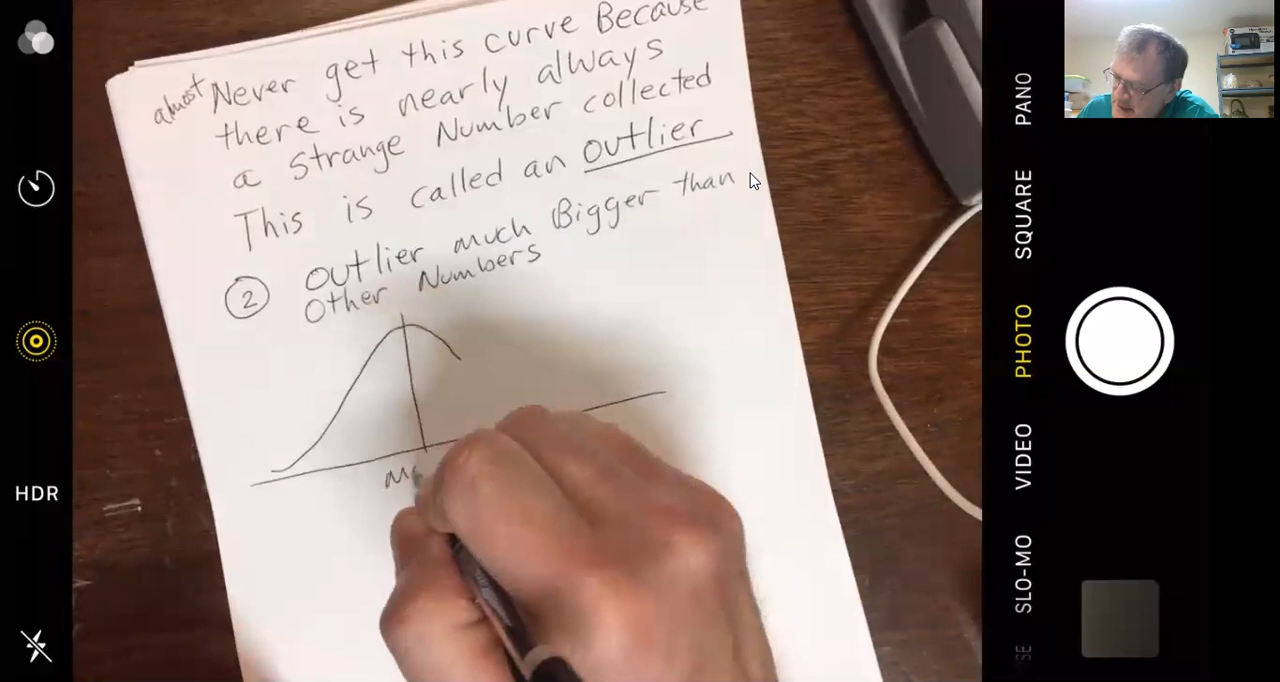 almost Never get this curve Because
there is nearly always
a Strange Number collected
This is called an outlier
② outlier much Bigger than
Other Numbers
M
HDR
PANO
SQUARE
PHOTO
VIDEO
SLO-MO
SE